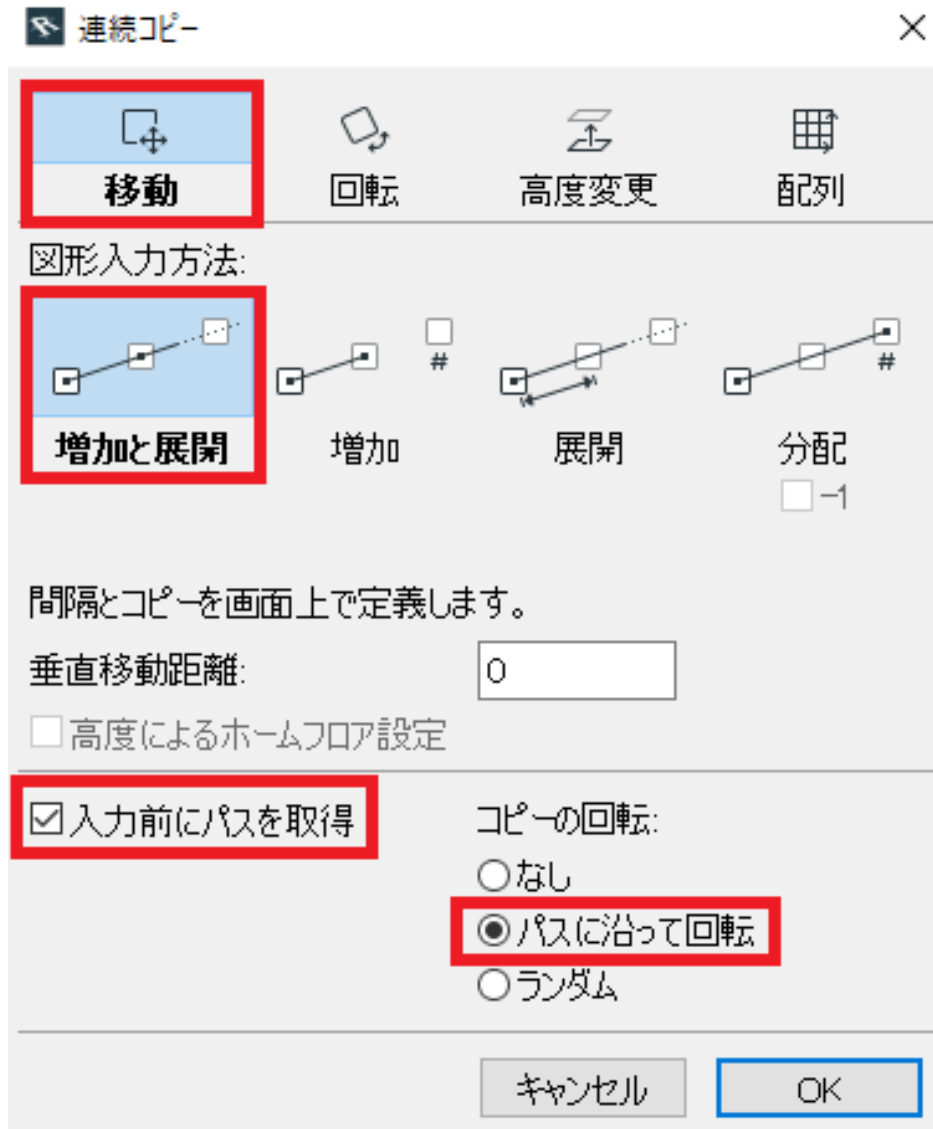 連続コピー
移動 回転 高度変更 配列
図形入力方法:
# #
増加と展開 増加 展開 分配
-1
間隔とコピーを画面上で定義します。
垂直移動距離: 0
高度によるホームフロア設定
入力前にパスを取得 コピーの回転:
なし
パスに沿って回転
ランダム
キャンセル OK